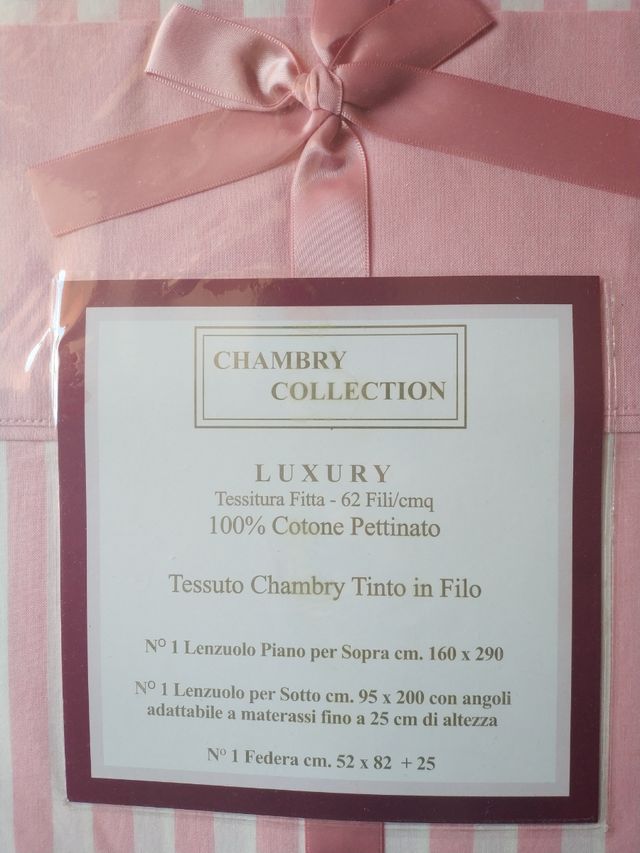 CHAMBRY
COLLECTION
LUXURY
Tessitura Fitta - 62 Fili/cmq
100% Cotone Pettinato
Tessuto Chambry Tinto in Filo
N° 1 Lenzuolo Piano per Sopra cm. 160 x 290
N° 1 Lenzuolo per Sotto cm. 95 x 200 con angoli
adattabile a materassi fino a 25 cm di altezza
N° 1 Federa cm. 52 x 82 + 25